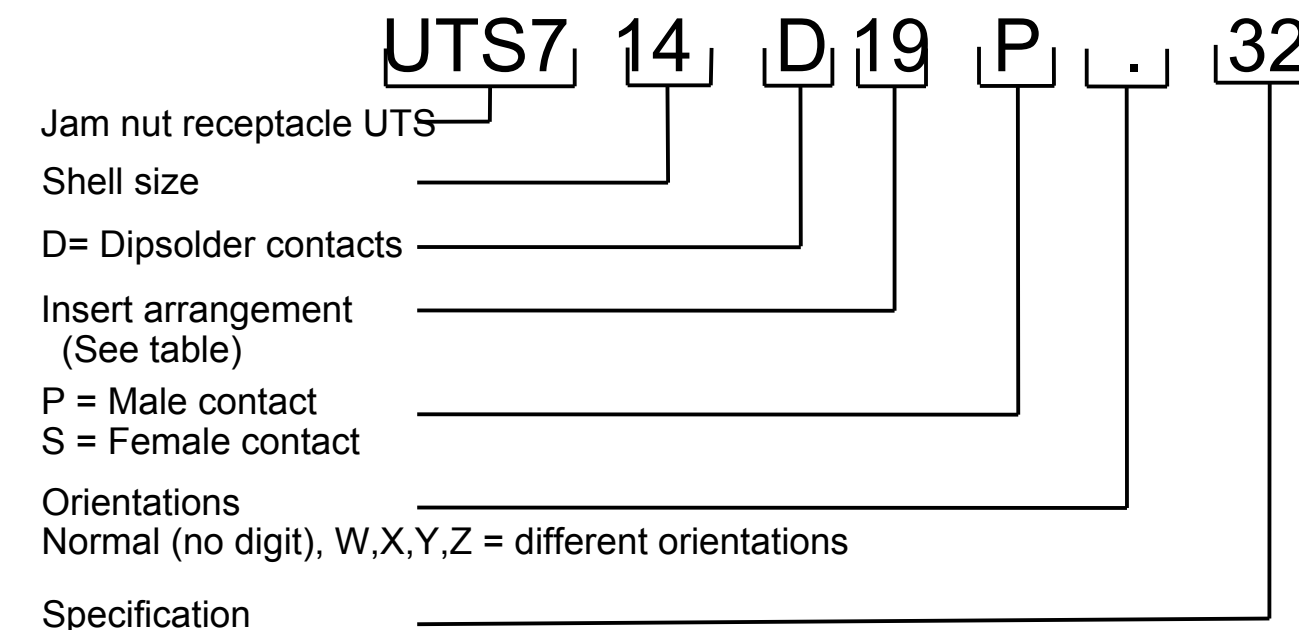 UTS7 14 D 19 P . 32
Jam nut receptacle UTS
Shell size
D= Dipsolder contacts
Insert arrangement
(See table)
P = Male contact
S = Female contact
Orientations
Normal (no digit), W,X,Y,Z = different orientations
Specification